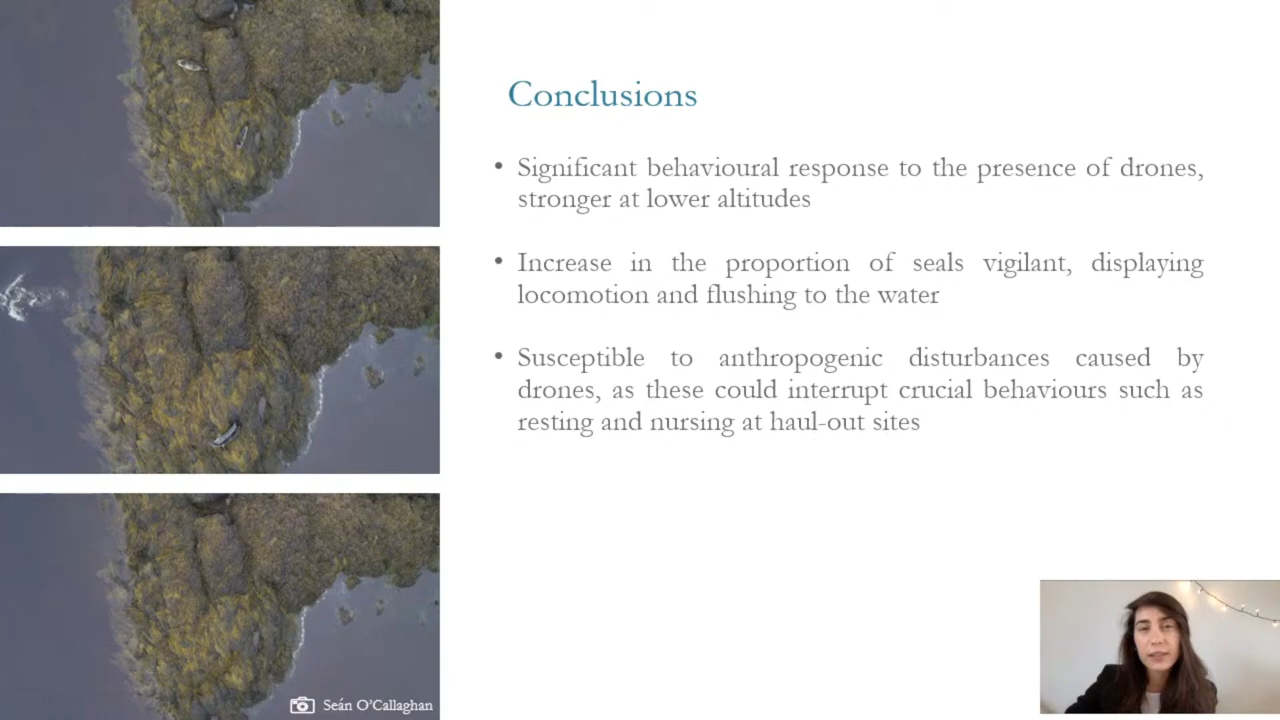 Conclusions
• Significant behavioural response to the presence of drones,
stronger at lower altitudes
• Increase in the proportion of seals vigilant, displaying
locomotion and flushing to the water
• Susceptible to anthropogenic disturbances caused by
drones, as these could interrupt crucial behaviours such as
resting and nursing at haul-out sites
Seán O'Callaghan